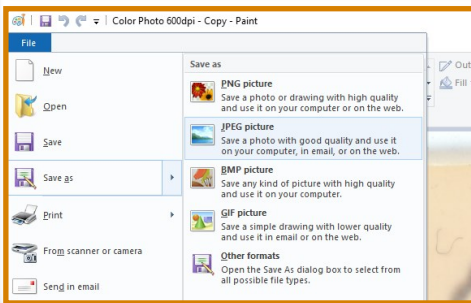 Color Photo 600dpi - Copy - Paint
File
New
Open
Save
Save as
Print
From scanner or camera
Send in email
Save as
PNG picture
Save a photo or drawing with high quality
and use it on your computer or on the web.
JPEG picture
Save a photo with good quality and use it
on your computer, in email, or on the web.
BMP picture
Save any kind of picture with high quality
and use it on your computer.
GIF picture
Save a simple drawing with lower quality
and use it in email or on the web.
Other formats
Open the Save As dialog box to select from
all possible file types.
Out
Fill